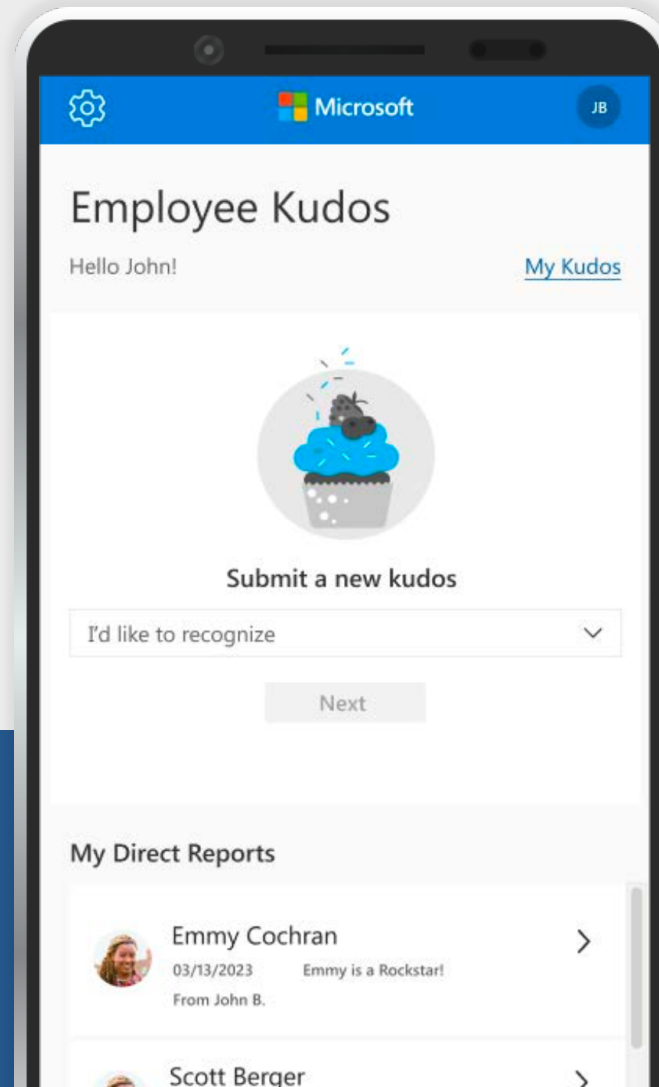 Microsoft
JB
Employee Kudos
Hello John!
My Kudos
Submit a new kudos
I'd like to recognize
Next
My Direct Reports
Emmy Cochran
03/13/2023 Emmy is a Rockstar!
From John B.
Scott Berger